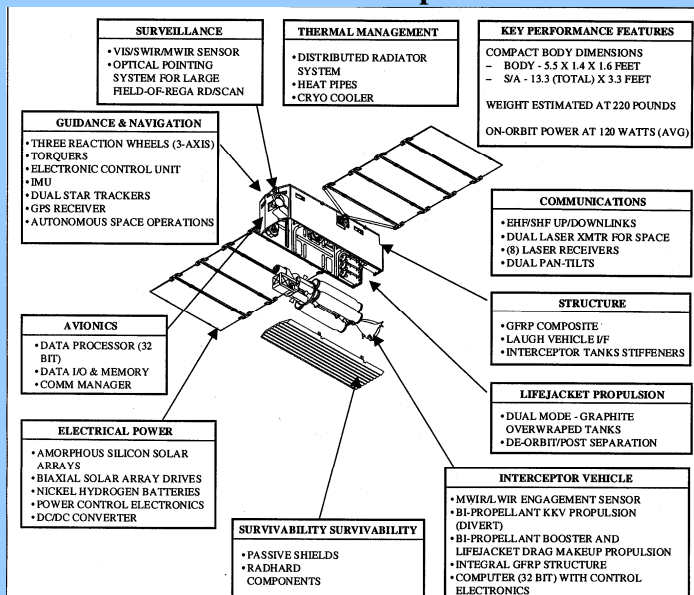 SURVEILLANCE
• VIS/SWIR/MWIR SENSOR
• OPTICAL POINTING
SYSTEM FOR LARGE
FIELD-OF-REGA RD/SCAN
THERMAL MANAGEMENT
• DISTRIBUTED RADIATOR
SYSTEM
• HEAT PIPES
• CRYO COOLER
KEY PERFORMANCE FEATURES
COMPACT BODY DIMENSIONS
– BODY - 5.5 X 1.4 X 1.6 FEET
– S/A - 13.3 (TOTAL) X 3.3 FEET
WEIGHT ESTIMATED AT 220 POUNDS
ON-ORBIT POWER AT 120 WATTS (AVG)
GUIDANCE & NAVIGATION
• THREE REACTION WHEELS (3-AXIS)
• TORQUERS
• ELECTRONIC CONTROL UNIT
• IMU
• DUAL STAR TRACKERS
• GPS RECEIVER
• AUTONOMOUS SPACE OPERATIONS
COMMUNICATIONS
• EHF/SHF UP/DOWNLINKS
• DUAL LASER XMTR FOR SPACE
• (8) LASER RECEIVERS
• DUAL PAN-TILTS
STRUCTURE
• GFRP COMPOSITE
• LAUGH VEHICLE I/F
• INTERCEPTOR TANKS STIFFENERS
AVIONICS
• DATA PROCESSOR (32
BIT)
• DATA I/O & MEMORY
• COMM MANAGER
LIFEJACKET PROPULSION
• DUAL MODE - GRAPHITE
OVERWRAPED TANKS
• DE-ORBIT/POST SEPARATION
ELECTRICAL POWER
• AMORPHOUS SILICON SOLAR
ARRAYS
• BIAXIAL SOLAR ARRAY DRIVES
• NICKEL HYDROGEN BATTERIES
• POWER CONTROL ELECTRONICS
• DC/DC CONVERTER
SURVIVABILITY SURVIVABILITY
• PASSIVE SHIELDS
• RADHARD
COMPONENTS
INTERCEPTOR VEHICLE
• MWIR/LWIR ENGAGEMENT SENSOR
• BI-PROPELLANT KKV PROPULSION
(DIVERT)
• BI-PROPELLANT BOOSTER AND
LIFEJACKET DRAG MAKEUP PROPULSION
• INTEGRAL GFRP STRUCTURE
• COMPUTER (32 BIT) WITH CONTROL
ELECTRONICS